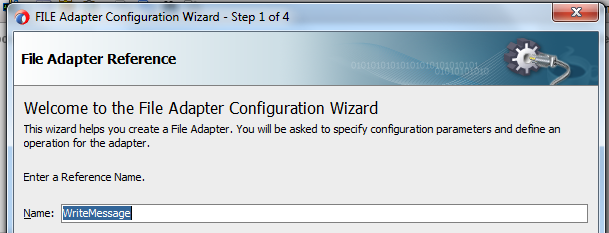 FILE Adapter Configuration Wizard - Step 1 of 4
File Adapter Reference
Welcome to the File Adapter Configuration Wizard
This wizard helps you create a File Adapter. You will be asked to specify configuration parameters and define an
operation for the adapter.
Enter a Reference Name.
Name: WriteMessage